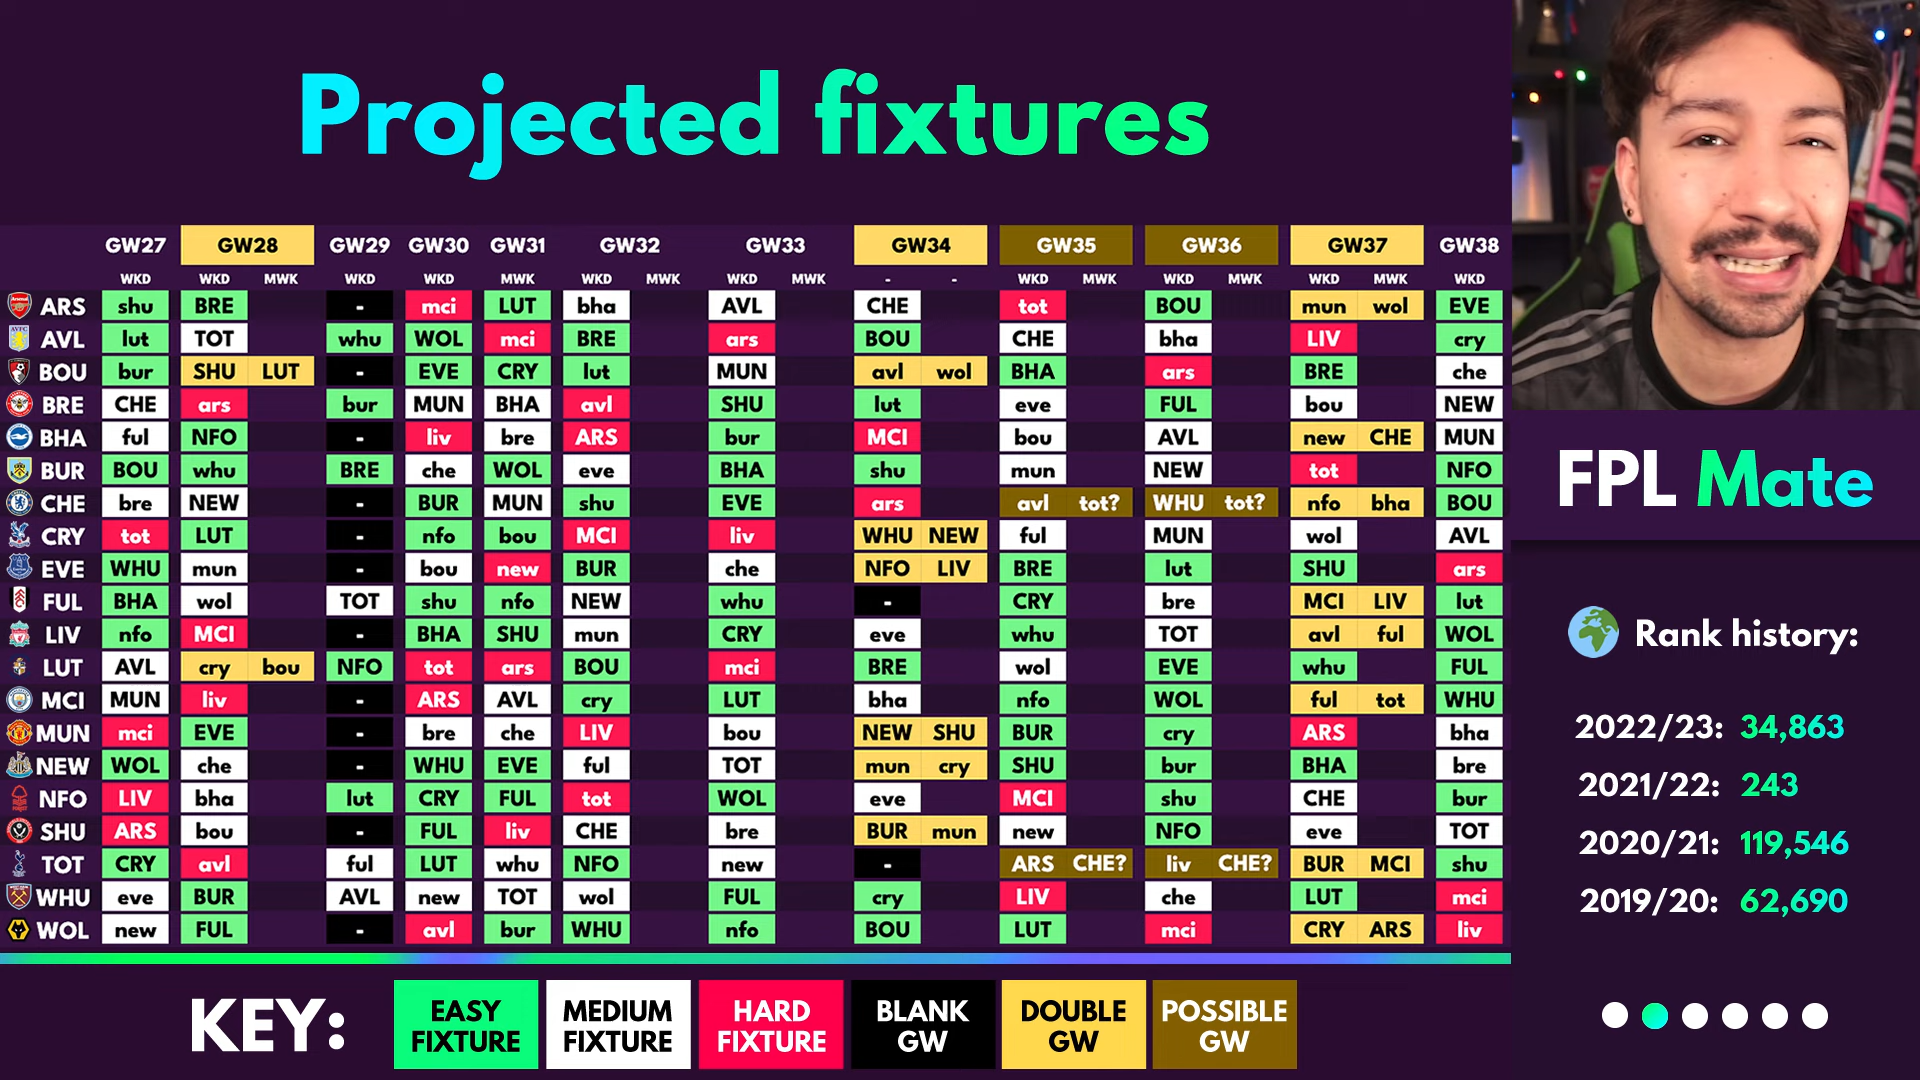 Projected fixtures
GW27 GW28 GW29 GW30 GW31 GW32 GW33 GW34 GW35 GW36 GW37 GW38
WKD WKD MWK WKD WKD MWK WKD MWK WKD MWK - - WKD MWK WKD MWK WKD MWK WKD
ARS shu BRE - mci LUT bha AVL CHE tot BOU mun wol EVE
AVL lut TOT whu WOL mci BRE ars BOU CHE bha LIV cry
BOU bur SHU LUT - EVE CRY lut MUN avl wol BHA ars BRE che
BRE CHE ars bur MUN BHA avl SHU lut eve FUL bou NEW
BHA ful NFO - liv bre ARS bur MCI bou AVL new CHE MUN
BUR BOU whu BRE che WOL eve BHA shu mun NEW tot NFO
CHE bre NEW - BUR MUN shu EVE ars avl tot? WHU tot? nfo bha BOU
CRY tot LUT - nfo bou MCI liv WHU NEW ful MUN wol AVL
EVE WHU mun - bou new BUR che NFO LIV BRE lut SHU ars
FUL BHA wol TOT shu nfo NEW whu - CRY bre MCI LIV lut
LIV nfo MCI - BHA SHU mun CRY eve whu TOT avl ful WOL
LUT AVL cry bou NFO tot ars BOU mci BRE wol EVE whu FUL
MCI MUN liv - ARS AVL cry LUT bha nfo WOL ful tot WHU
MUN mci EVE - bre che LIV bou NEW SHU BUR cry ARS bha
NEW WOL che - WHU EVE ful TOT mun cry SHU bur BHA bre
NFO LIV bha lut CRY FUL tot WOL eve MCI shu CHE bur
SHU ARS bou - FUL liv CHE bre BUR mun new NFO eve TOT
TOT CRY avl ful LUT whu NFO new - ARS CHE? liv CHE? BUR MCI shu
WHU eve BUR AVL new TOT wol FUL cry LIV che LUT mci
WOL new FUL - avl bur WHU nfo BOU LUT mci CRY ARS liv
KEY:
EASY
FIXTURE
MEDIUM
FIXTURE
HARD
FIXTURE
BLANK
GW
DOUBLE
GW
POSSIBLE
GW
FPL Mate
Rank history:
2022/23: 34,863
2021/22: 243
2020/21: 119,546
2019/20: 62,690